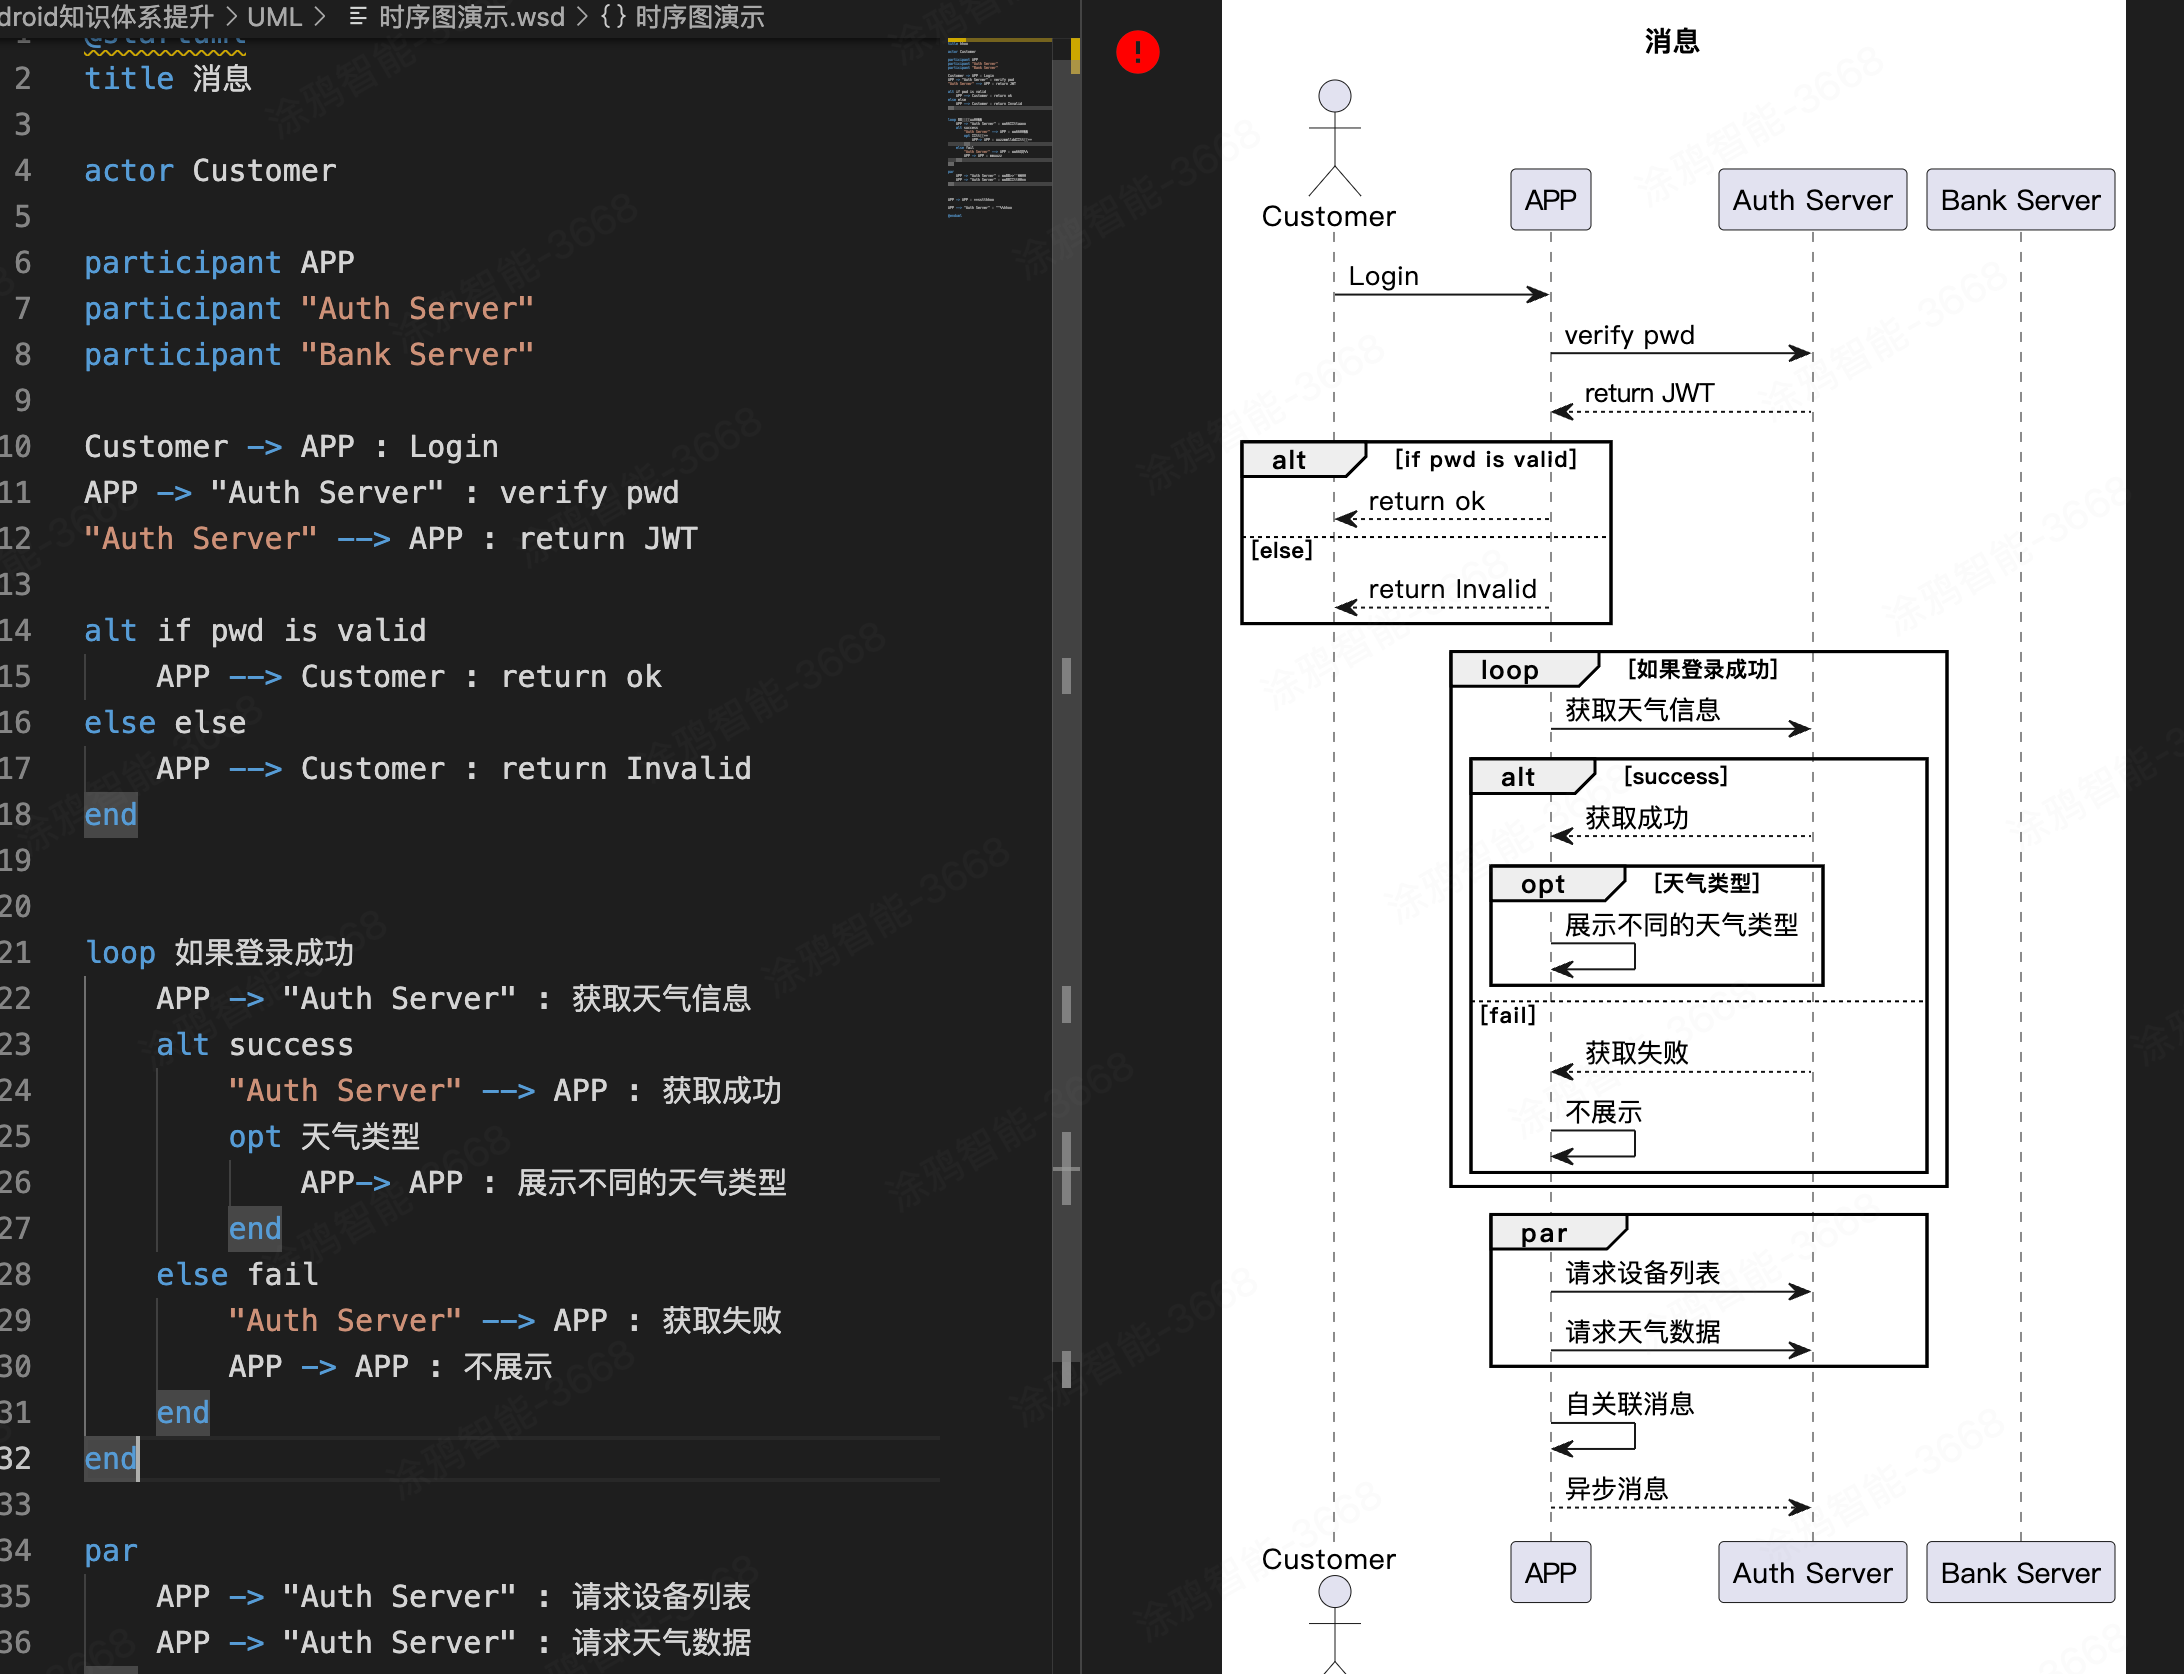 droid知识体系提升 > UML > 时序图演示.wsd > {} 时序图演示
1 @startuml
2 title 消息
3
4 actor Customer
5
6 participant APP
7 participant "Auth Server"
8 participant "Bank Server"
9
10 Customer -> APP : Login
11 APP -> "Auth Server" : verify pwd
12 "Auth Server" --> APP : return JWT
13
14 alt if pwd is valid
15 APP --> Customer : return ok
16 else else
17 APP --> Customer : return Invalid
18 end
19
20
21 loop 如果登录成功
22 APP -> "Auth Server" : 获取天气信息
23 alt success
24 "Auth Server" --> APP : 获取成功
25 opt 天气类型
26 APP-> APP : 展示不同的天气类型
27 end
28 else fail
29 "Auth Server" --> APP : 获取失败
30 APP -> APP : 不展示
31 end
32 end
33
34 par
35 APP -> "Auth Server" : 请求设备列表
36 APP -> "Auth Server" : 请求天气数据
!
消息
Customer
APP
Auth Server
Bank Server
Login
verify pwd
return JWT
alt [if pwd is valid]
return ok
[else]
return Invalid
loop [如果登录成功]
获取天气信息
alt [success]
获取成功
opt [天气类型]
展示不同的天气类型
[fail]
获取失败
不展示
par
请求设备列表
请求天气数据
自关联消息
异步消息
Customer
APP
Auth Server
Bank Server
涂鸦智能-3668